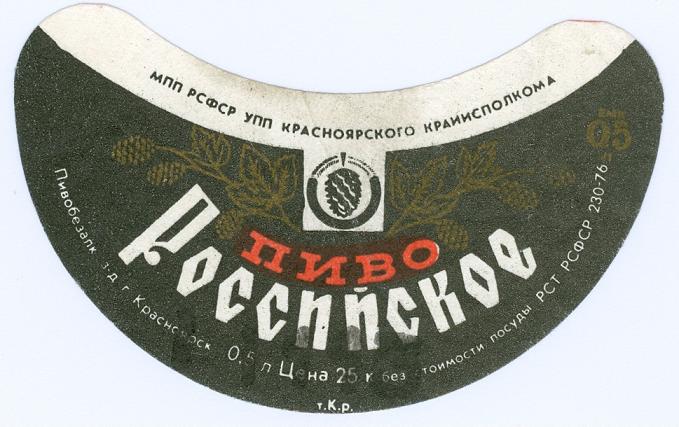 МПП РСФСР УПП КРАСНОЯРСКОГО КРАЙИСПОЛКОМА
0,5
ПИВО
Российское
Пивобезалк. з-д г. Красноярск 0,5 л Цена 25 к. без стоимости посуды РСТ РСФСР 230-76
т.К.р.